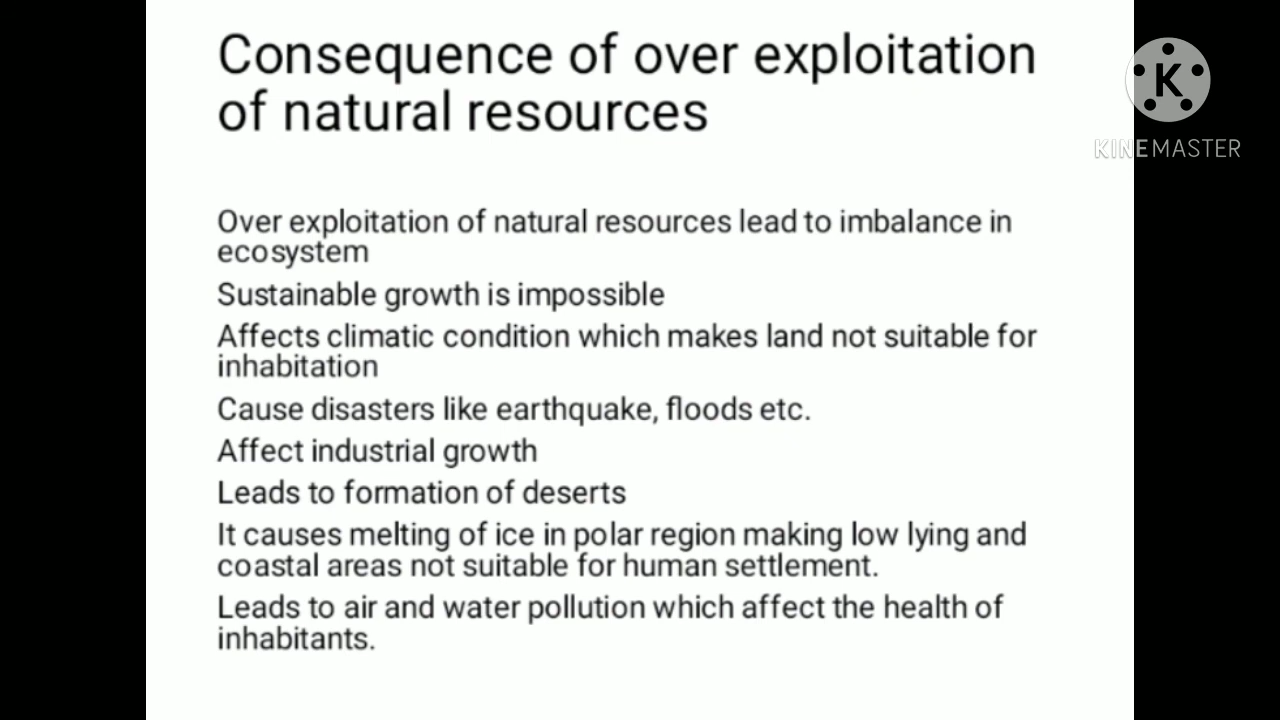 Consequence of over exploitation
of natural resources
K
KINEMASTER
Over exploitation of natural resources lead to imbalance in
ecosystem
Sustainable growth is impossible
Affects climatic condition which makes land not suitable for
inhabitation
Cause disasters like earthquake, floods etc.
Affect industrial growth
Leads to formation of deserts
It causes melting of ice in polar region making low lying and
coastal areas not suitable for human settlement.
Leads to air and water pollution which affect the health of
inhabitants.